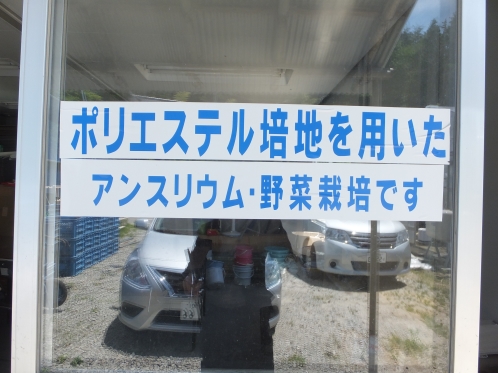 ポリエステル培地を用いた
アンスリウム・野菜栽培です